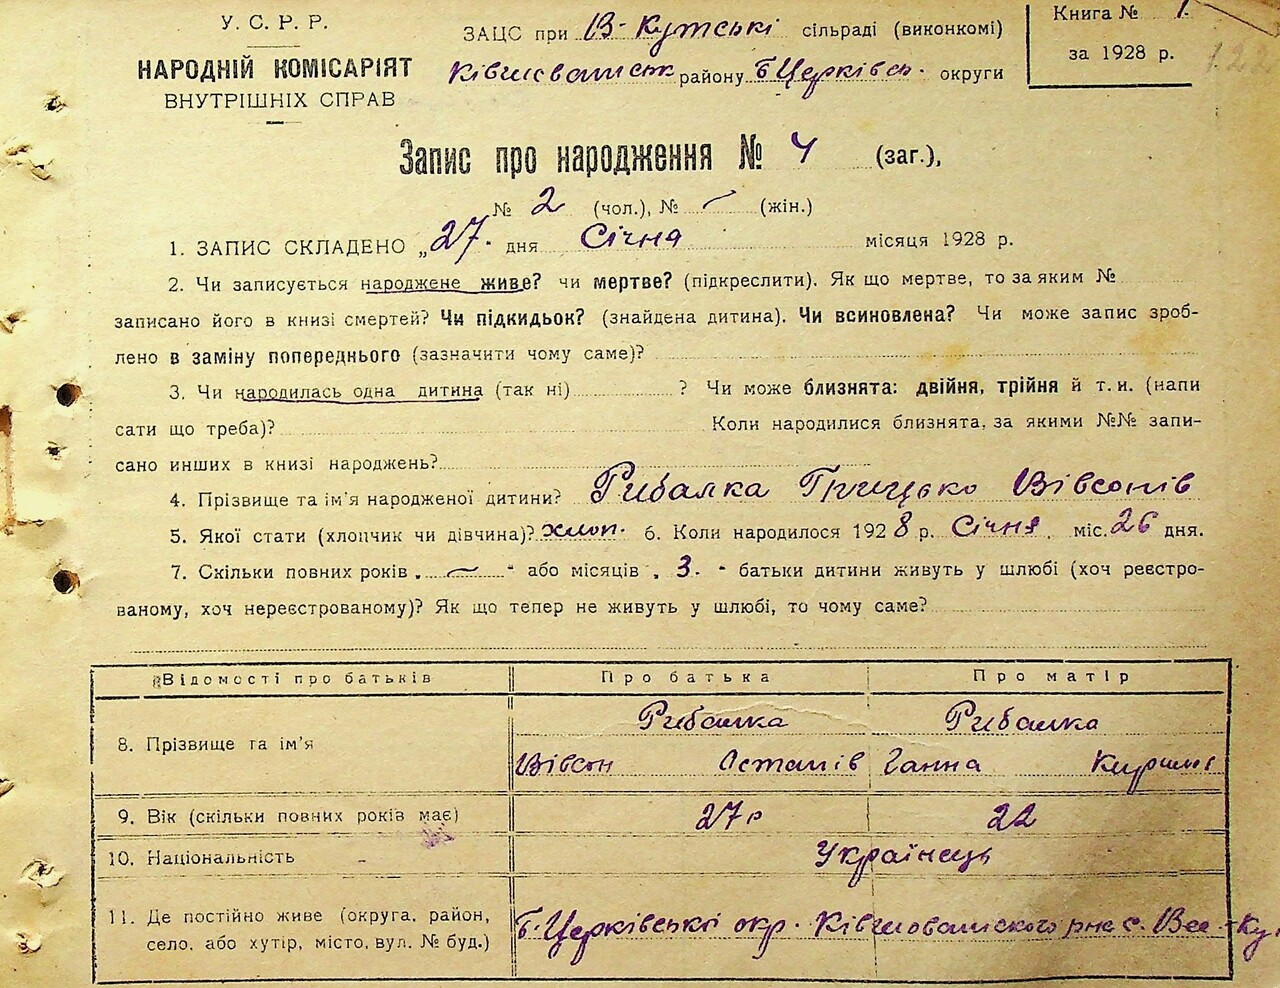 У. С. Р. Р.
НАРОДНІЙ КОМІСАРІЯТ
ВНУТРІШНІХ СПРАВ
ЗАЦС при В-Кутські сільраді (виконкомі)
району Б Церківсь. округи
Книга № 1
за 1928 р.
122
Запис про народження № 4 (заг.),
№ 2 (чол.), № — (жін.)
1. ЗАПИС СКЛАДЕНО „27. дня Січня місяця 1928 р.
2. Чи записується народжене живе? чи мертве? (підкреслити). Як що мертве, то за яким №
записано його в книзі смертей? Чи підкидьок? (знайдена дитина). Чи всиновлена? Чи може запис зроб-
лено в заміну попереднього (зазначити чому саме)?
3. Чи народилась одна дитина (так ні) ? Чи може близнята: двійня, трійня й т. и. (напи
сати що треба)? Коли народилися близнята, за якими №№ запи-
сано инших в книзі народжень?
4. Прізвище та ім'я народженої дитини? Рибалка Грицько Вівсонів
5. Якої стати (хлопчик чи дівчина)? хлоп. 6. Коли народилося 1928 р. Січня міс. 26 дня.
7. Скільки повних років „ — " або місяців „ 3. " батьки дитини живуть у шлюбі (хоч реєстро-
ваному, хоч нереєстрованому)? Як що тепер не живуть у шлюбі, то чому саме?
Відомості про батьків Про батька Про матір
8. Прізвище та ім'я Рибалка Рибалка
Вівсон Остапів Ганна
9. Вік (скільки повних років має) 27 р 22
10. Національність Українець
11. Де постійно живе (округа, район,
село, або хутір, місто, вул. № буд.)
Б. Церківські окр. с. Вел-Ку